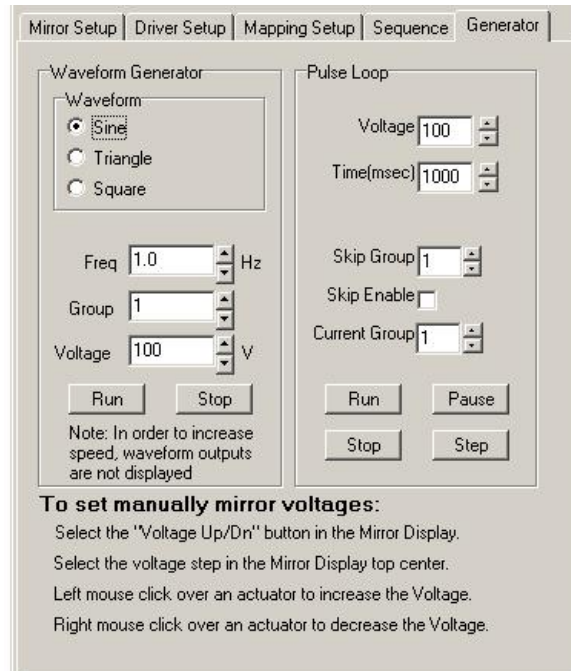 Mirror Setup Driver Setup Mapping Setup Sequence Generator
Waveform Generator
Waveform
Sine
Triangle
Square
Freq 1.0 Hz
Group 1
Voltage 100 V
Run Stop
Note: In order to increase
speed, waveform outputs
are not displayed
Pulse Loop
Voltage 100
Time(msec) 1000
Skip Group 1
Skip Enable
Current Group 1
Run Pause
Stop Step
To set manually mirror voltages:
Select the "Voltage Up/Dn" button in the Mirror Display.
Select the voltage step in the Mirror Display top center.
Left mouse click over an actuator to increase the Voltage.
Right mouse click over an actuator to decrease the Voltage.